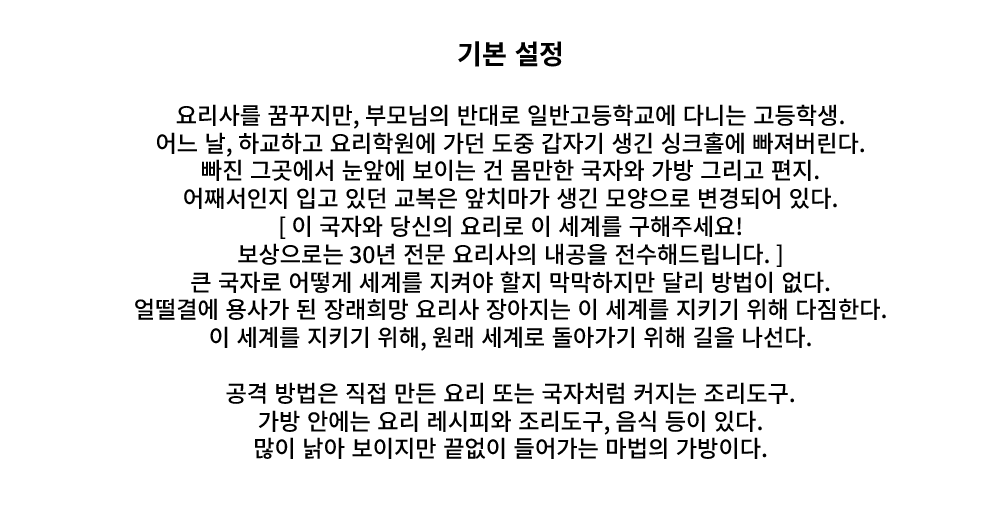 기본 설정
요리사를 꿈꾸지만, 부모님의 반대로 일반고등학교에 다니는 고등학생.
어느 날, 하교하고 요리학원에 가던 도중 갑자기 생긴 싱크홀에 빠져버린다.
빠진 그곳에서 눈앞에 보이는 건 몸만한 국자와 가방 그리고 편지.
어째서인지 입고 있던 교복은 앞치마가 생긴 모양으로 변경되어 있다.
[ 이 국자와 당신의 요리로 이 세계를 구해주세요!
보상으로는 30년 전문 요리사의 내공을 전수해드립니다. ]
큰 국자로 어떻게 세계를 지켜야 할지 막막하지만 달리 방법이 없다.
얼떨결에 용사가 된 장래희망 요리사 장아지는 이 세계를 지키기 위해 다짐한다.
이 세계를 지키기 위해, 원래 세계로 돌아가기 위해 길을 나선다.
공격 방법은 직접 만든 요리 또는 국자처럼 커지는 조리도구.
가방 안에는 요리 레시피와 조리도구, 음식 등이 있다.
많이 낡아 보이지만 끝없이 들어가는 마법의 가방이다.